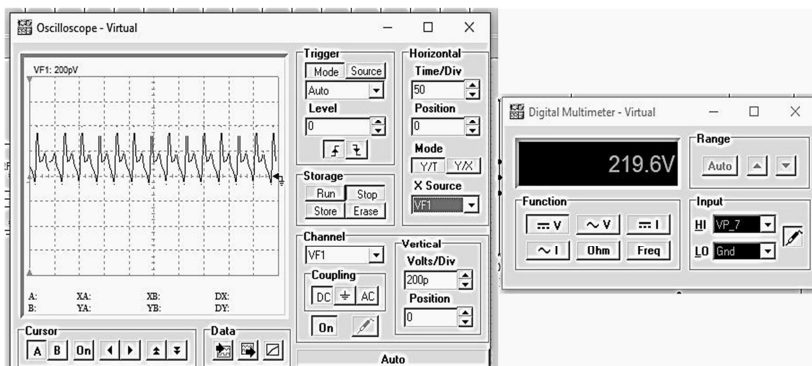 Oscilloscope - Virtual
VF1: 200pV
A: XA: XB: DX:
B: YA: YB: DY:
Cursor
A B On
Data
Trigger
Mode Source
Auto
Level
0
Storage
Run Stop
Store Erase
Channel
VF1
Coupling
DC AC
On
Horizontal
Time/Div
50
Position
0
Mode
Y/T Y/X
X Source
VF1
Vertical
Volts/Div
200p
Position
0
Auto
Digital Multimeter - Virtual
219.6V
Range
Auto
Function
V V I
I Ohm Freq
Input
HI VP_7
LO Gnd